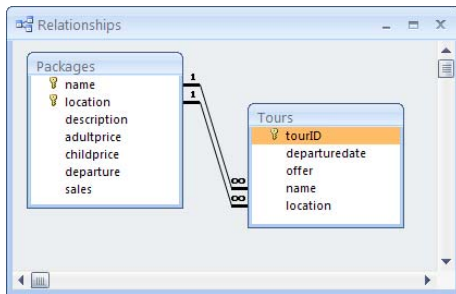 Relationships
Packages
name
location
description
adultprice
childprice
departure
sales
1
1
∞
∞
Tours
tourID
departuredate
offer
name
location